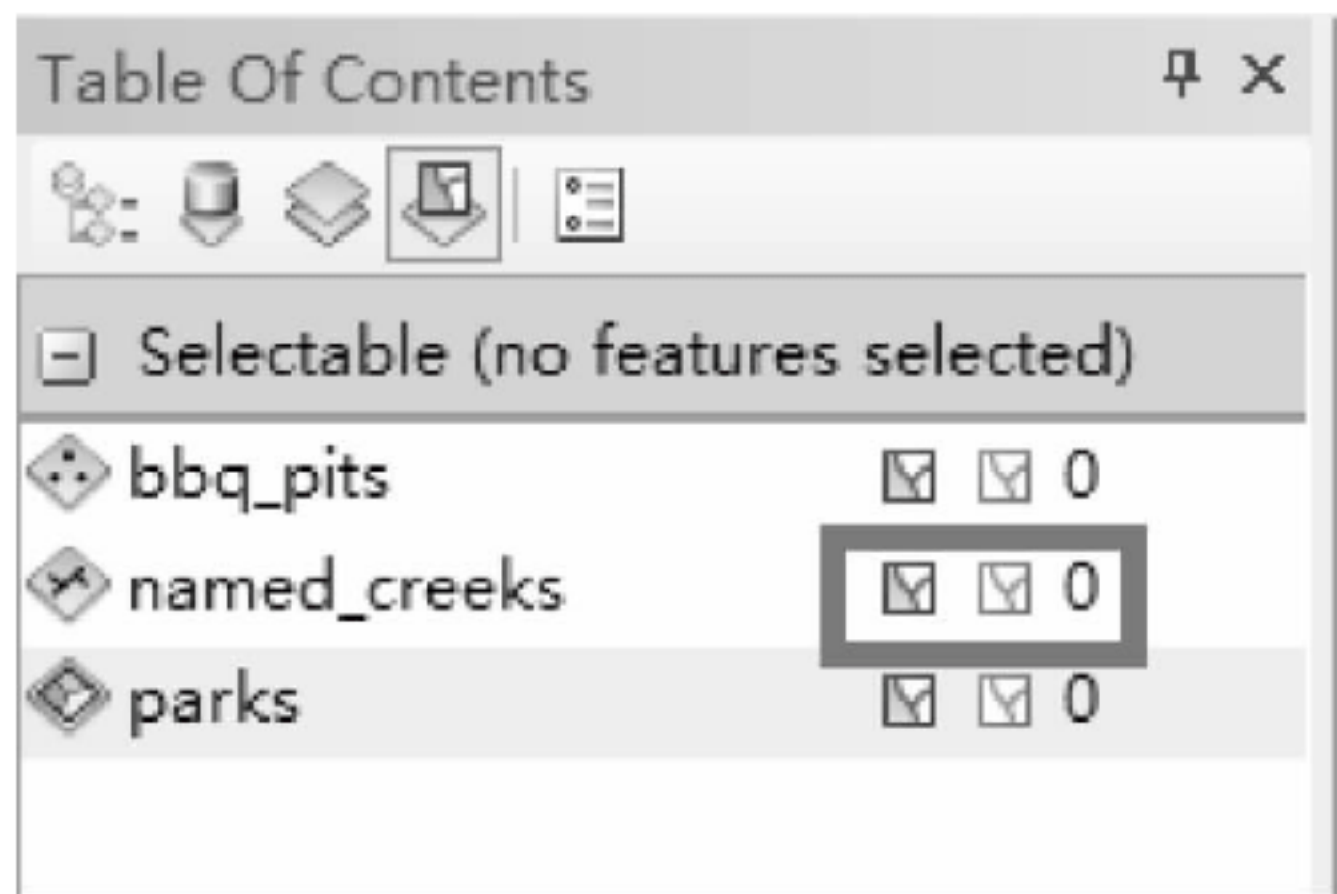 Table Of Contents
Selectable (no features selected)
bbq_pits 0
named_creeks 0
parks 0